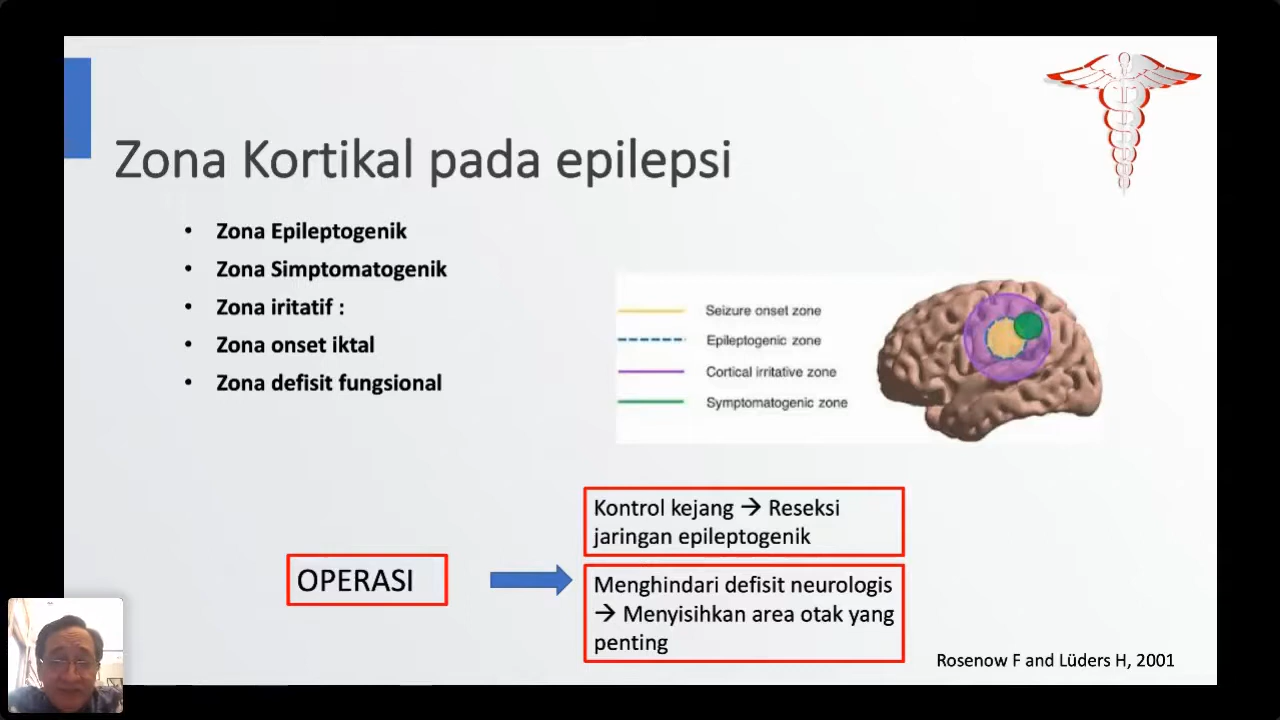 Zona Kortikal pada epilepsi
• Zona Epileptogenik
• Zona Simptomatogenik
• Zona iritatif :
• Zona onset iktal
• Zona defisit fungsional
Seizure onset zone
Epileptogenic zone
Cortical irritative zone
Symptomatogenic zone
OPERASI
Kontrol kejang → Reseksi
jaringan epileptogenik
Menghindari defisit neurologis
→ Menyisihkan area otak yang
penting
Rosenow F and Lüders H, 2001